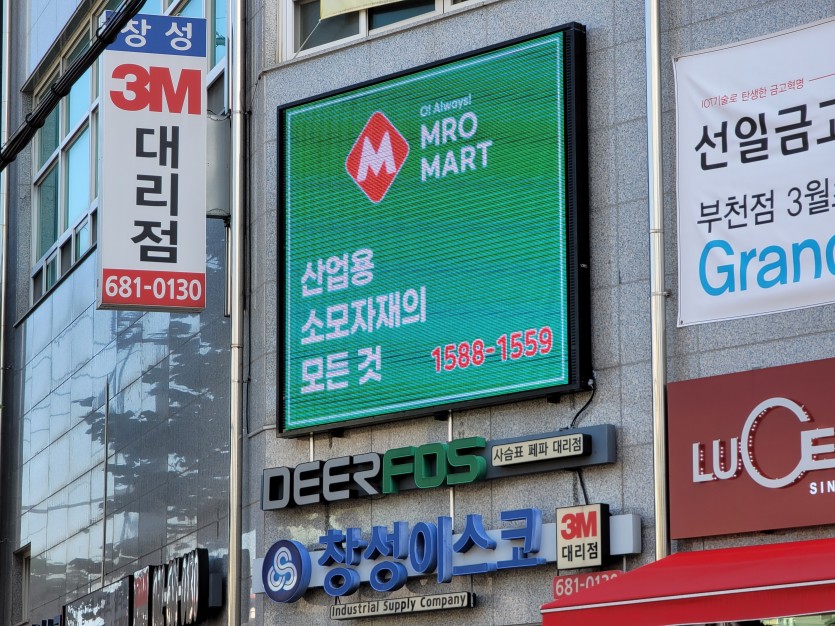 창성
3M
대
리
점
681-0130
O! Always!
MRO
MART
M
산업용
소모자재의
모든 것
1588-1559
DEERFOS
사슴표 페파 대리점
창성에스코
Industrial Supply Company
3M
대리점
681-013
IOT기술로 탄생한 금고혁명
선일금고
부천점 3월
Grand
LUCE
SIN